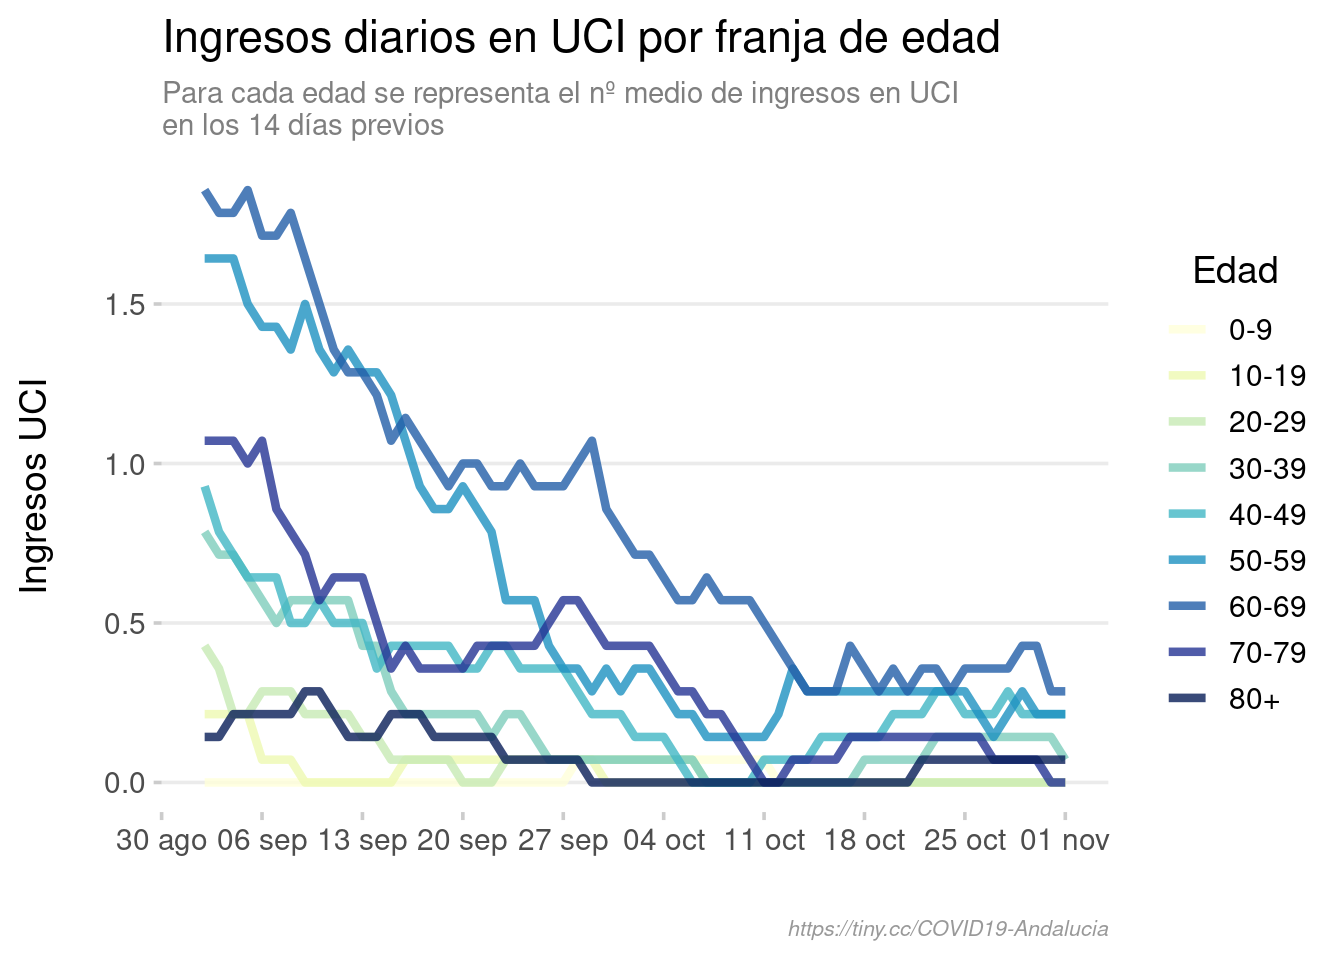 Ingresos diarios en UCI por franja de edad
Para cada edad se representa el nº medio de ingresos en UCI
en los 14 días previos
Ingresos UCI
1.5
1.0
0.5
0.0
30 ago 06 sep 13 sep 20 sep 27 sep 04 oct 11 oct 18 oct 25 oct 01 nov
Edad
0-9
10-19
20-29
30-39
40-49
50-59
60-69
70-79
80+
https://tiny.cc/COVID19-Andalucia